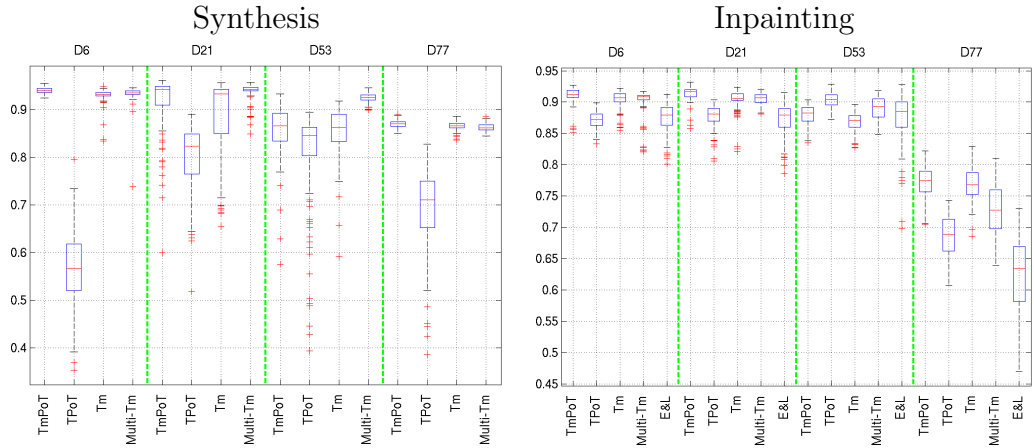 Synthesis
D6 D21 D53 D77
0.9
0.8
0.7
0.6
0.5
0.4
TmPoT TPoT Tm Multi-Tm TmPoT TPoT Tm Multi-Tm TmPoT TPoT Tm Multi-Tm TmPoT TPoT Tm Multi-Tm
Inpainting
D6 D21 D53 D77
0.95
0.9
0.85
0.8
0.75
0.7
0.65
0.6
0.55
0.5
0.45
TmPoT TPoT Tm Multi-Tm E&L TmPoT TPoT Tm Multi-Tm E&L TmPoT TPoT Tm Multi-Tm E&L TmPoT TPoT Tm Multi-Tm E&L